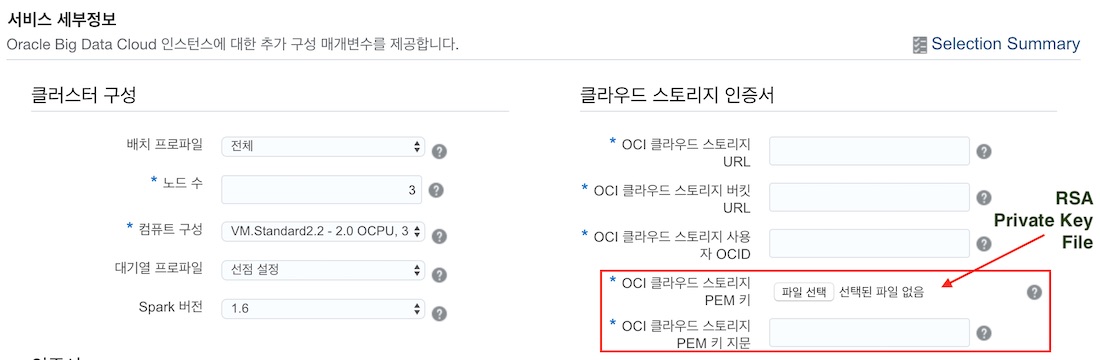 서비스 세부정보
Oracle Big Data Cloud 인스턴스에 대한 추가 구성 매개변수를 제공합니다.
Selection Summary
클러스터 구성
배치 프로파일 전체 ?
* 노드 수 3 ?
* 컴퓨트 구성 VM.Standard2.2 - 2.0 OCPU, 3 ?
대기열 프로파일 선점 설정 ?
Spark 버전 1.6 ?
클라우드 스토리지 인증서
* OCI 클라우드 스토리지
URL ?
* OCI 클라우드 스토리지 버킷
URL ?
* OCI 클라우드 스토리지 사용
자 OCID ?
* OCI 클라우드 스토리지
PEM 키 파일 선택 선택된 파일 없음 ?
* OCI 클라우드 스토리지
PEM 키 지문 ?
RSA
Private Key
File